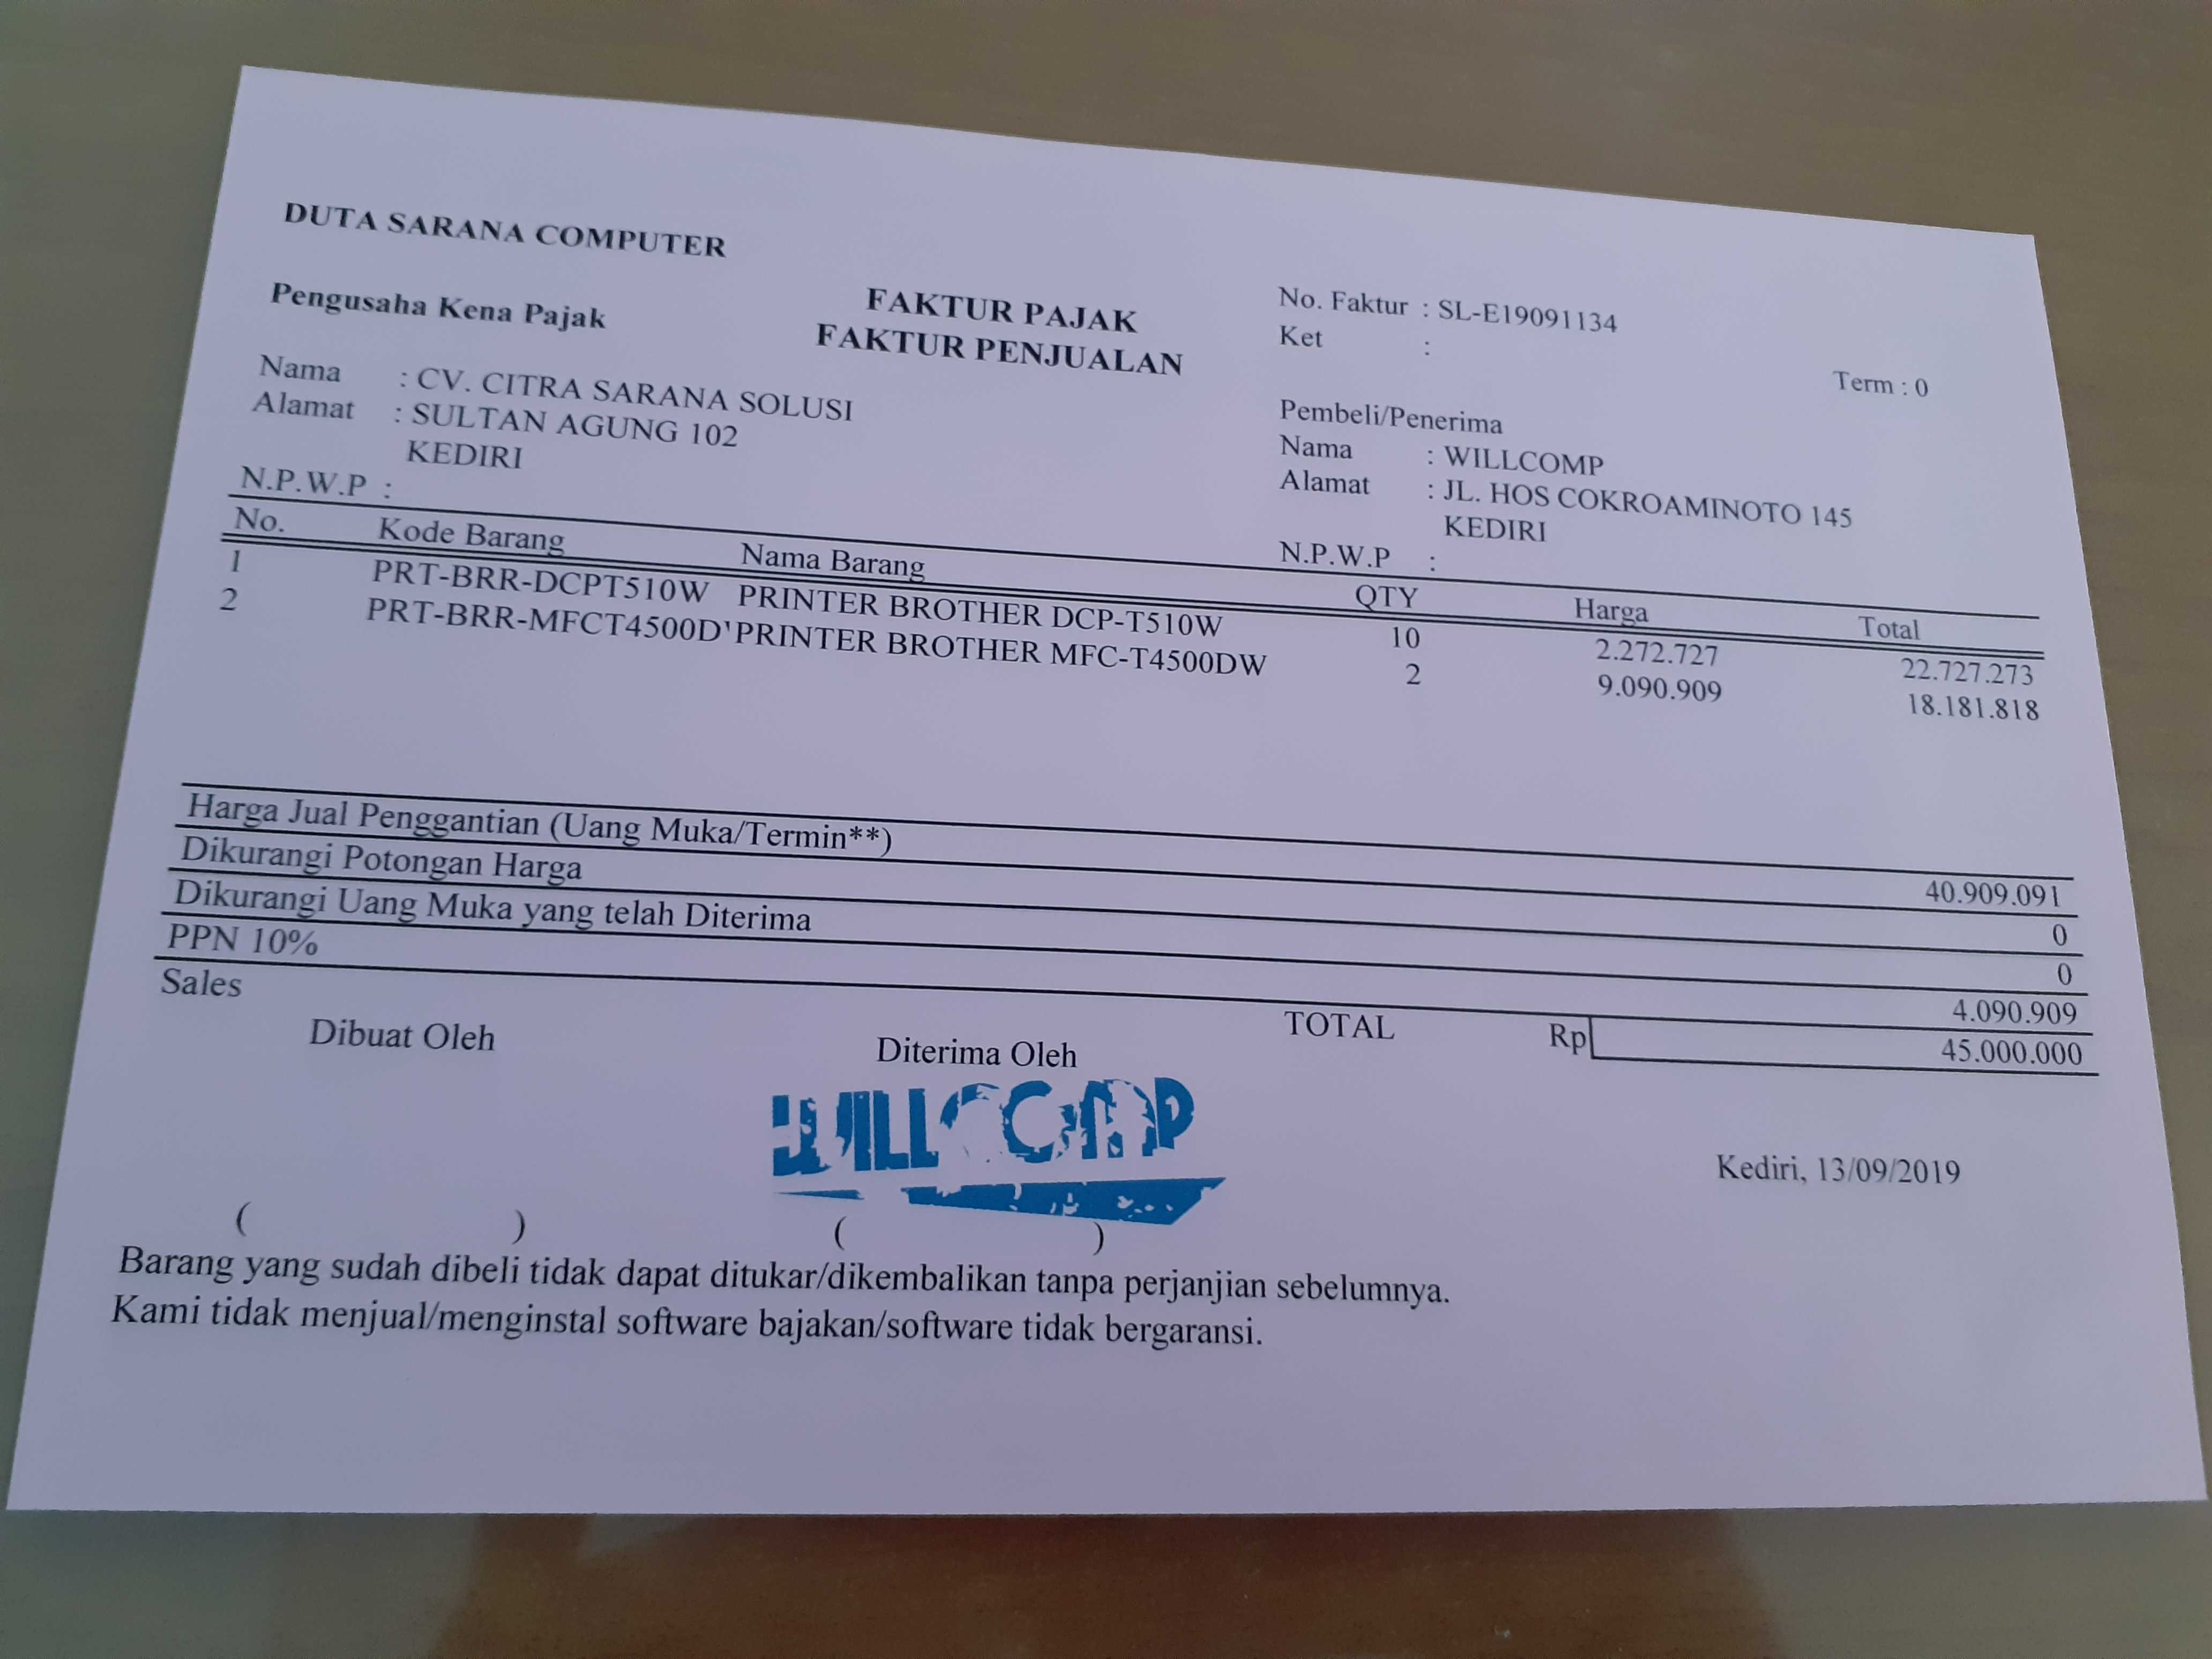 DUTA SARANA COMPUTER
Pengusaha Kena Pajak
FAKTUR PAJAK
FAKTUR PENJUALAN
No. Faktur : SL-E19091134
Ket :
Term : 0
Nama : CV. CITRA SARANA SOLUSI
Alamat : SULTAN AGUNG 102
KEDIRI
N.P.W.P :
Pembeli/Penerima
Nama : WILLCOMP
Alamat : JL. HOS COKROAMINOTO 145
KEDIRI
N.P.W.P :
No. Kode Barang Nama Barang QTY Harga Total
1 PRT-BRR-DCPT510W PRINTER BROTHER DCP-T510W 10 2.272.727 22.727.273
2 PRT-BRR-MFCT4500D'PRINTER BROTHER MFC-T4500DW 2 9.090.909 18.181.818
Harga Jual Penggantian (Uang Muka/Termin**) 40.909.091
Dikurangi Potongan Harga 0
Dikurangi Uang Muka yang telah Diterima 0
PPN 10% 4.090.909
Sales TOTAL Rp 45.000.000
Dibuat Oleh Diterima Oleh
WILLCOMP
Kediri, 13/09/2019
( ) ( )
Barang yang sudah dibeli tidak dapat ditukar/dikembalikan tanpa perjanjian sebelumnya.
Kami tidak menjual/menginstal software bajakan/software tidak bergaransi.